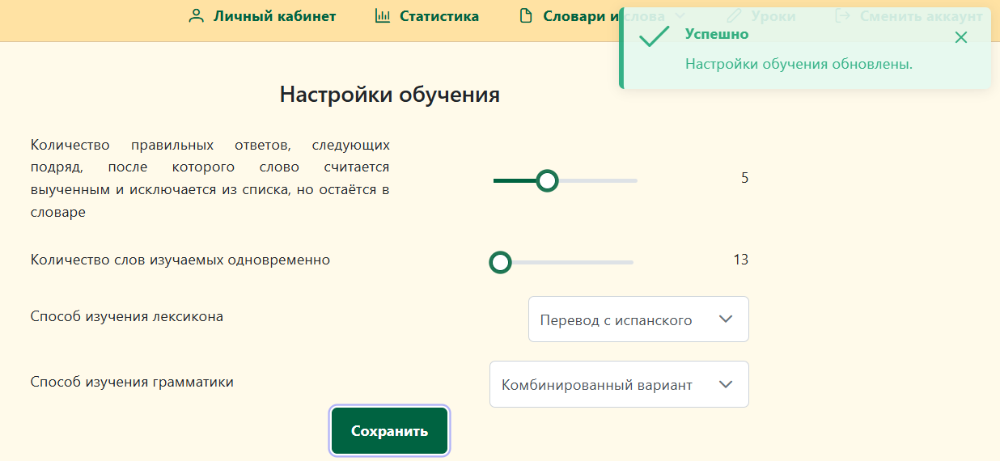 Личный кабинет
Статистика
Словари и слова
Уроки
Сменить аккаунт
Успешно
Настройки обучения обновлены.
Настройки обучения
Количество правильных ответов, следующих
подряд, после которого слово считается
выученным и исключается из списка, но остаётся в
словаре
5
Количество слов изучаемых одновременно
13
Способ изучения лексикона
Перевод с испанского
Способ изучения грамматики
Комбинированный вариант
Сохранить